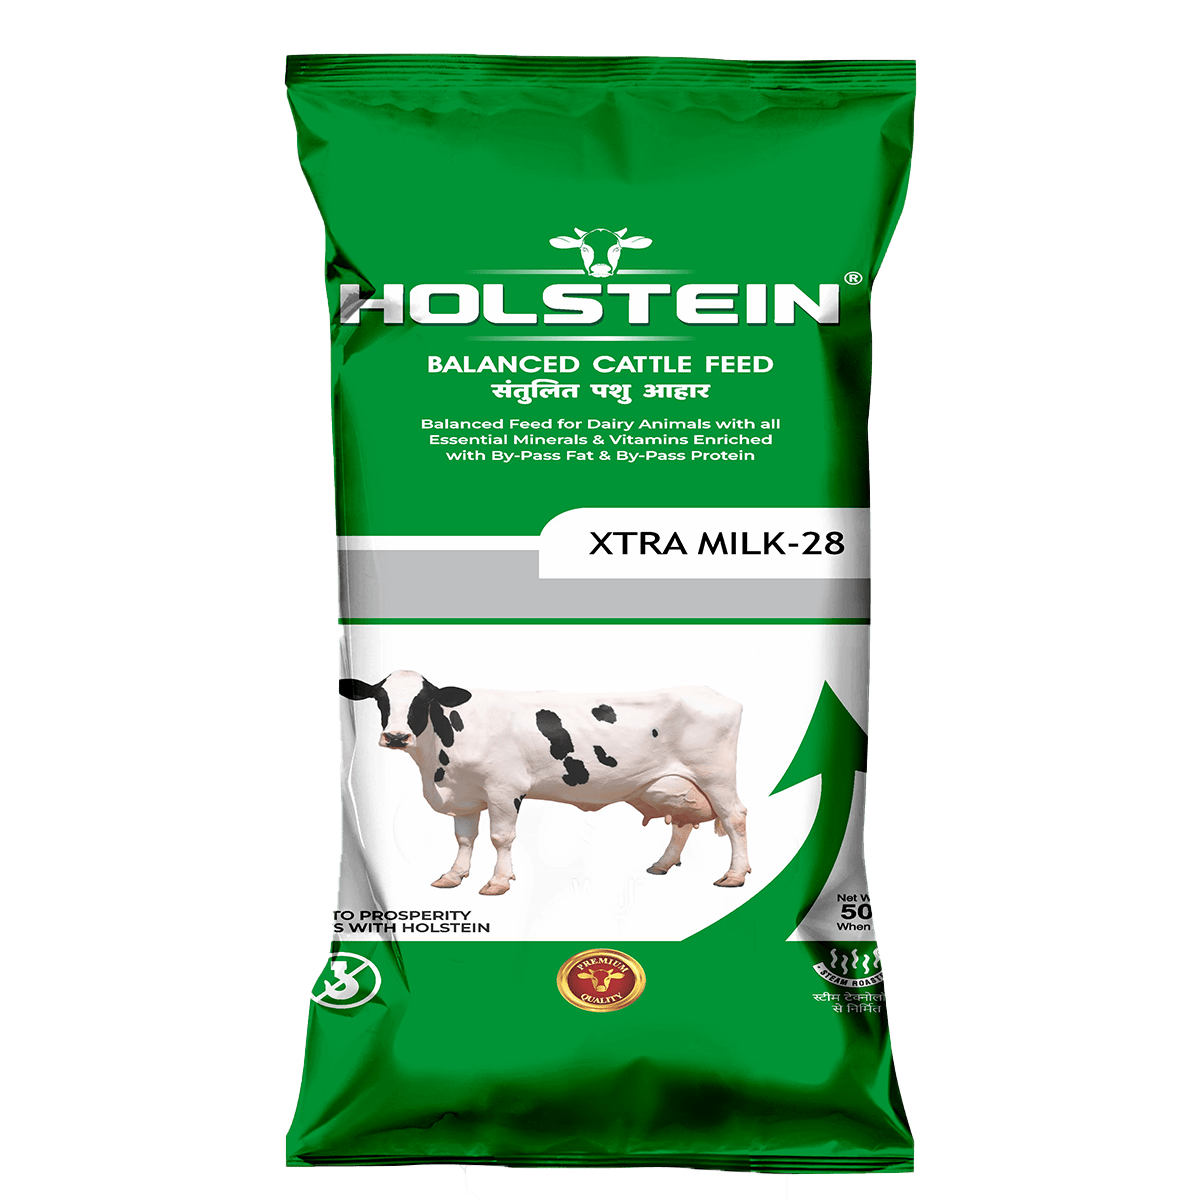 HOLSTEIN®
BALANCED CATTLE FEED
संतुलित पशु आहार
Balanced Feed for Dairy Animals with all
Essential Minerals & Vitamins Enriched
with By-Pass Fat & By-Pass Protein
XTRA MILK-28
TO PROSPERITY
S WITH HOLSTEIN
Net W
50
When
PREMIUM
QUALITY
STEAM ROAST
स्टीम टेक्नोलॉ
से निर्मित